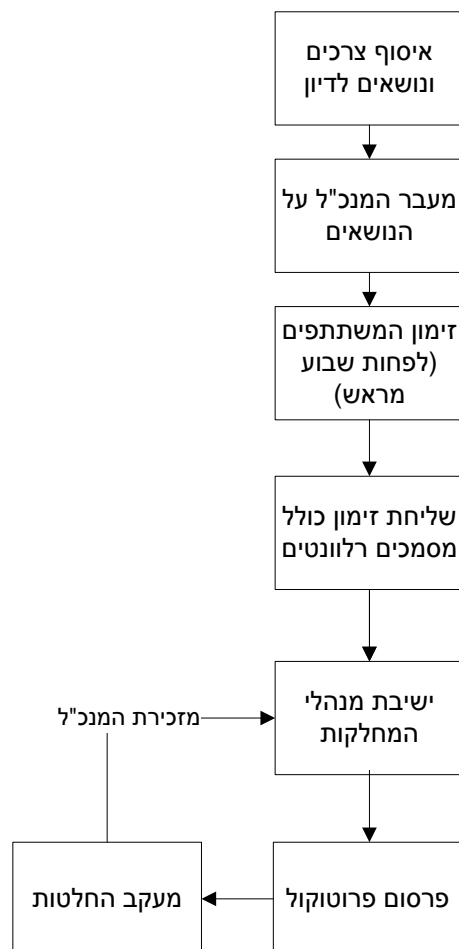 איסוף צרכים
ונושאים לדיון
מעבר המנכ"ל על
הנושאים
זימון המשתתפים
(לפחות שבוע
מראש)
שליחת זימון כולל
מסמכים רלוונטים
ישיבת מנהלי
המחלקות
מזכירת המנכ"ל
פרסום פרוטוקול
מעקב החלטות